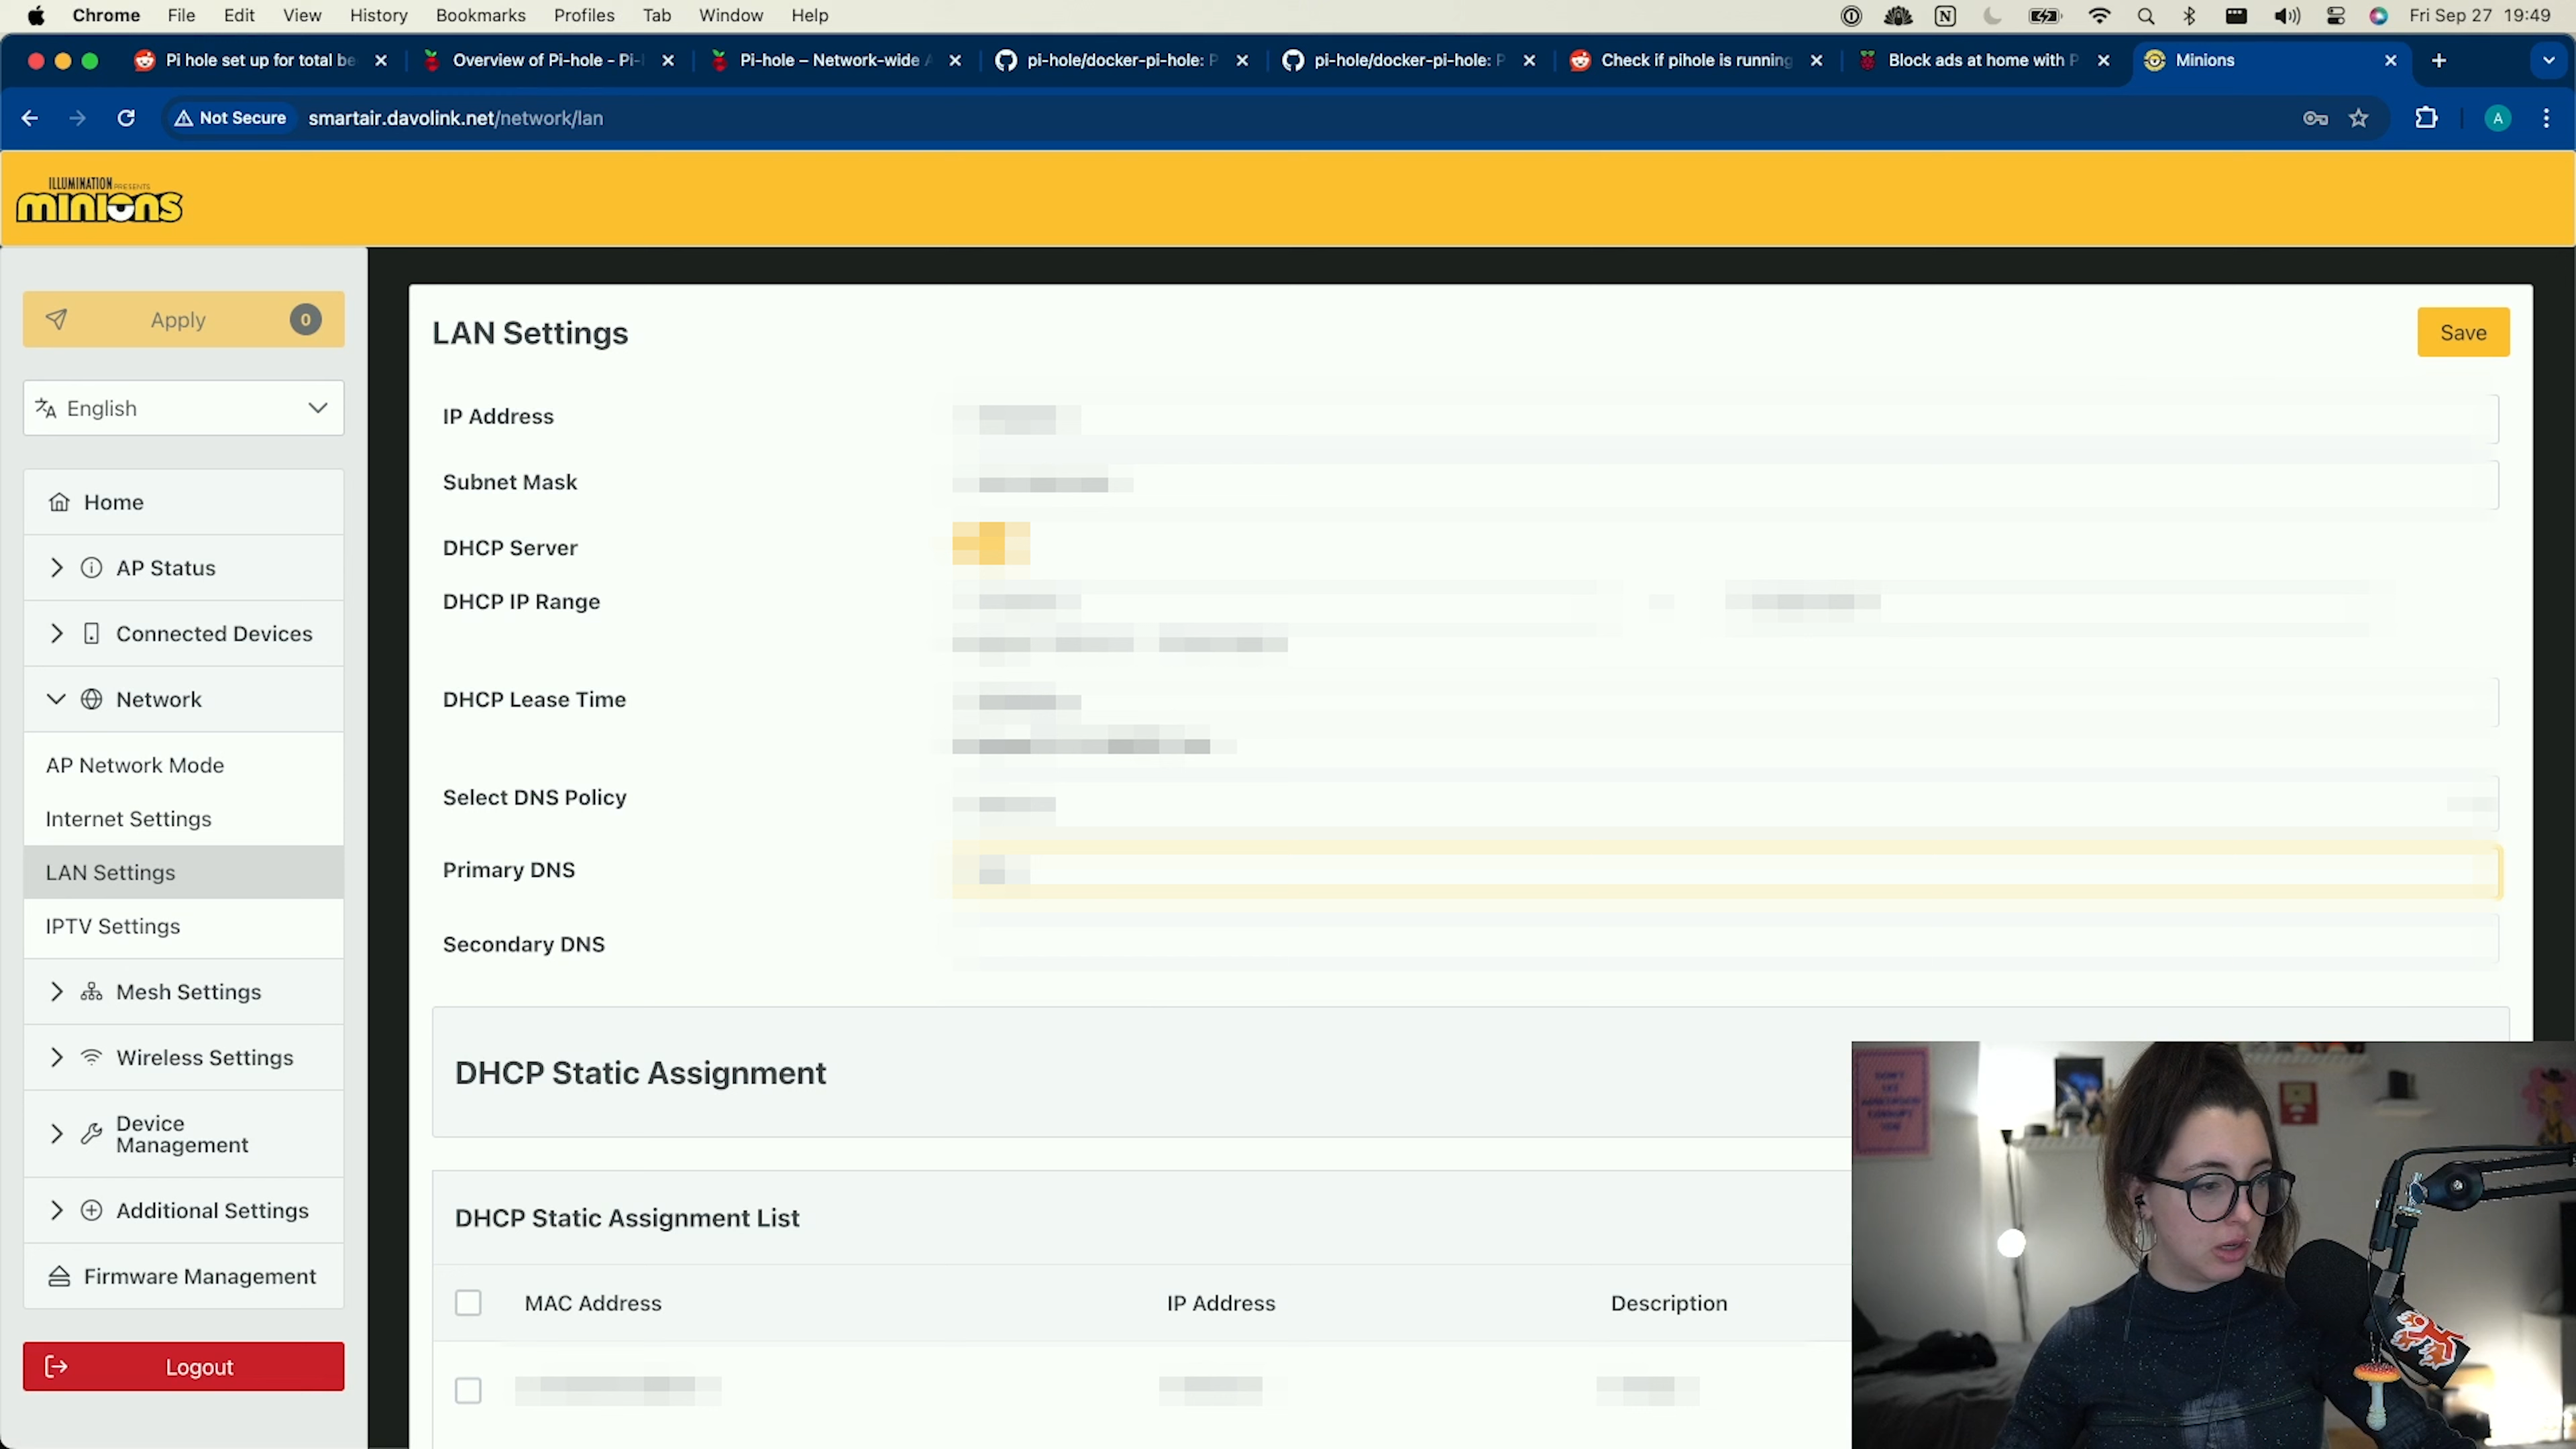 Chrome File Edit View History Bookmarks Profiles Tab Window Help
Fri Sep 27 19:49
Pi hole set up for total be
Overview of Pi-hole - Pi-
Pi-hole – Network-wide
pi-hole/docker-pi-hole: P
pi-hole/docker-pi-hole: P
Check if pihole is running
Block ads at home with P
Minions
Not Secure
smartair.davolink.net/network/lan
A
ILLUMINATION PRESENTS
minions
Apply
0
English
Home
AP Status
Connected Devices
Network
AP Network Mode
Internet Settings
LAN Settings
IPTV Settings
Mesh Settings
Wireless Settings
Device
Management
Additional Settings
Firmware Management
Logout
LAN Settings
Save
IP Address
Subnet Mask
DHCP Server
DHCP IP Range
DHCP Lease Time
Select DNS Policy
Primary DNS
Secondary DNS
DHCP Static Assignment
DHCP Static Assignment List
MAC Address
IP Address
Description